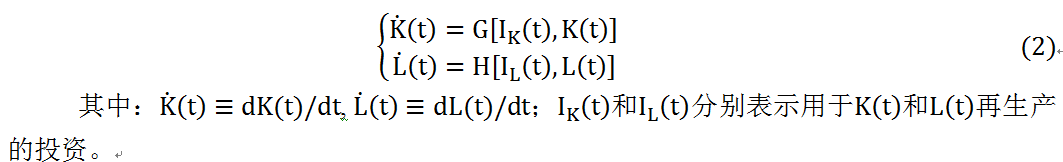 K̇(t) = G[I_K(t), K(t)]
L̇(t) = H[I_L(t), L(t)]
(2)
其中：K̇(t) ≡ dK(t)/dt, L̇(t) ≡ dL(t)/dt；I_K(t)和I_L(t)分别表示用于K(t)和L(t)再生产
的投资。